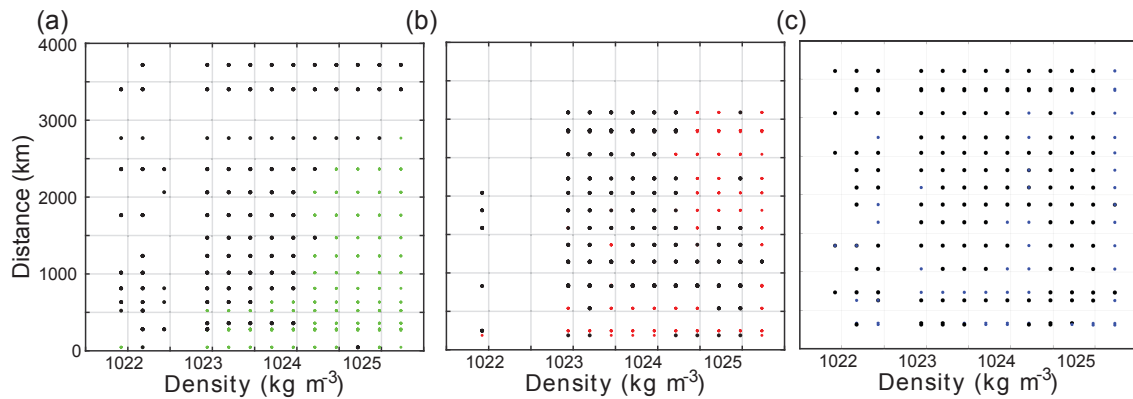 (a) (b) (c)
4000
3000
2000
1000
0
Distance (km)
1022 1023 1024 1025
1022 1023 1024 1025
1022 1023 1024 1025
Density (kg m-3)
Density (kg m-3)
Density (kg m-3)